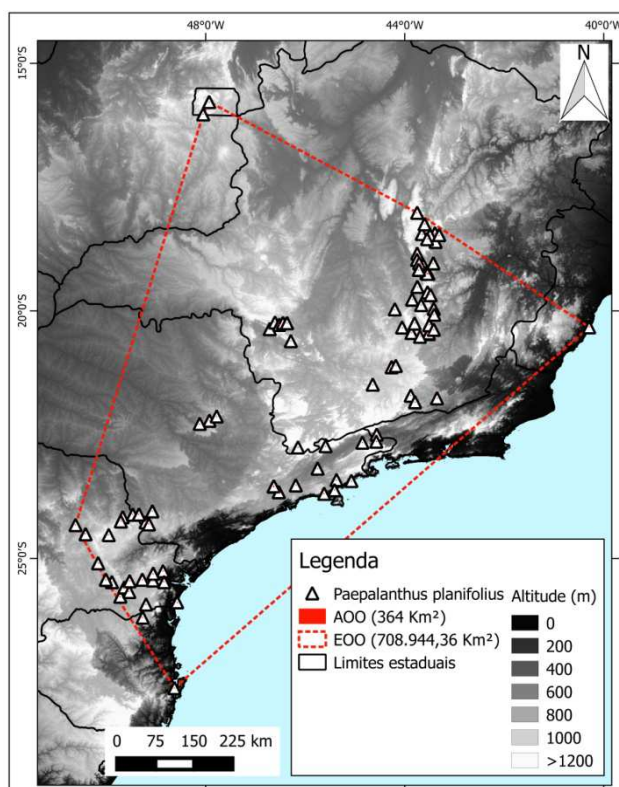 48°0'W 44°0'W 40°0'W
15°0'S
N
20°0'S
25°0'S
Legenda
Paepalanthus planifolius
AOO (364 Km²)
EOO (708.944,36 Km²)
Limites estaduais
Altitude (m)
0
200
400
600
800
1000
>1200
0 75 150 225 km